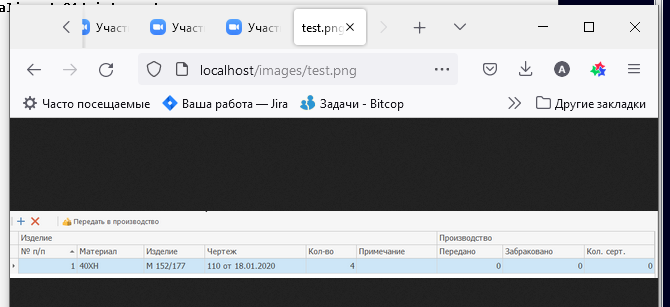 Участ
Участ
Участ
test.png
localhost/images/test.png
Часто посещаемые
Ваша работа — Jira
Задачи - Bitcop
Другие закладки
Передать в производство
Изделие Производство
№ п/п Материал Изделие Чертеж Кол-во Примечание Передано Забраковано Кол. серт.
1 40ХН М 152/177 110 от 18.01.2020 4 0 0 0